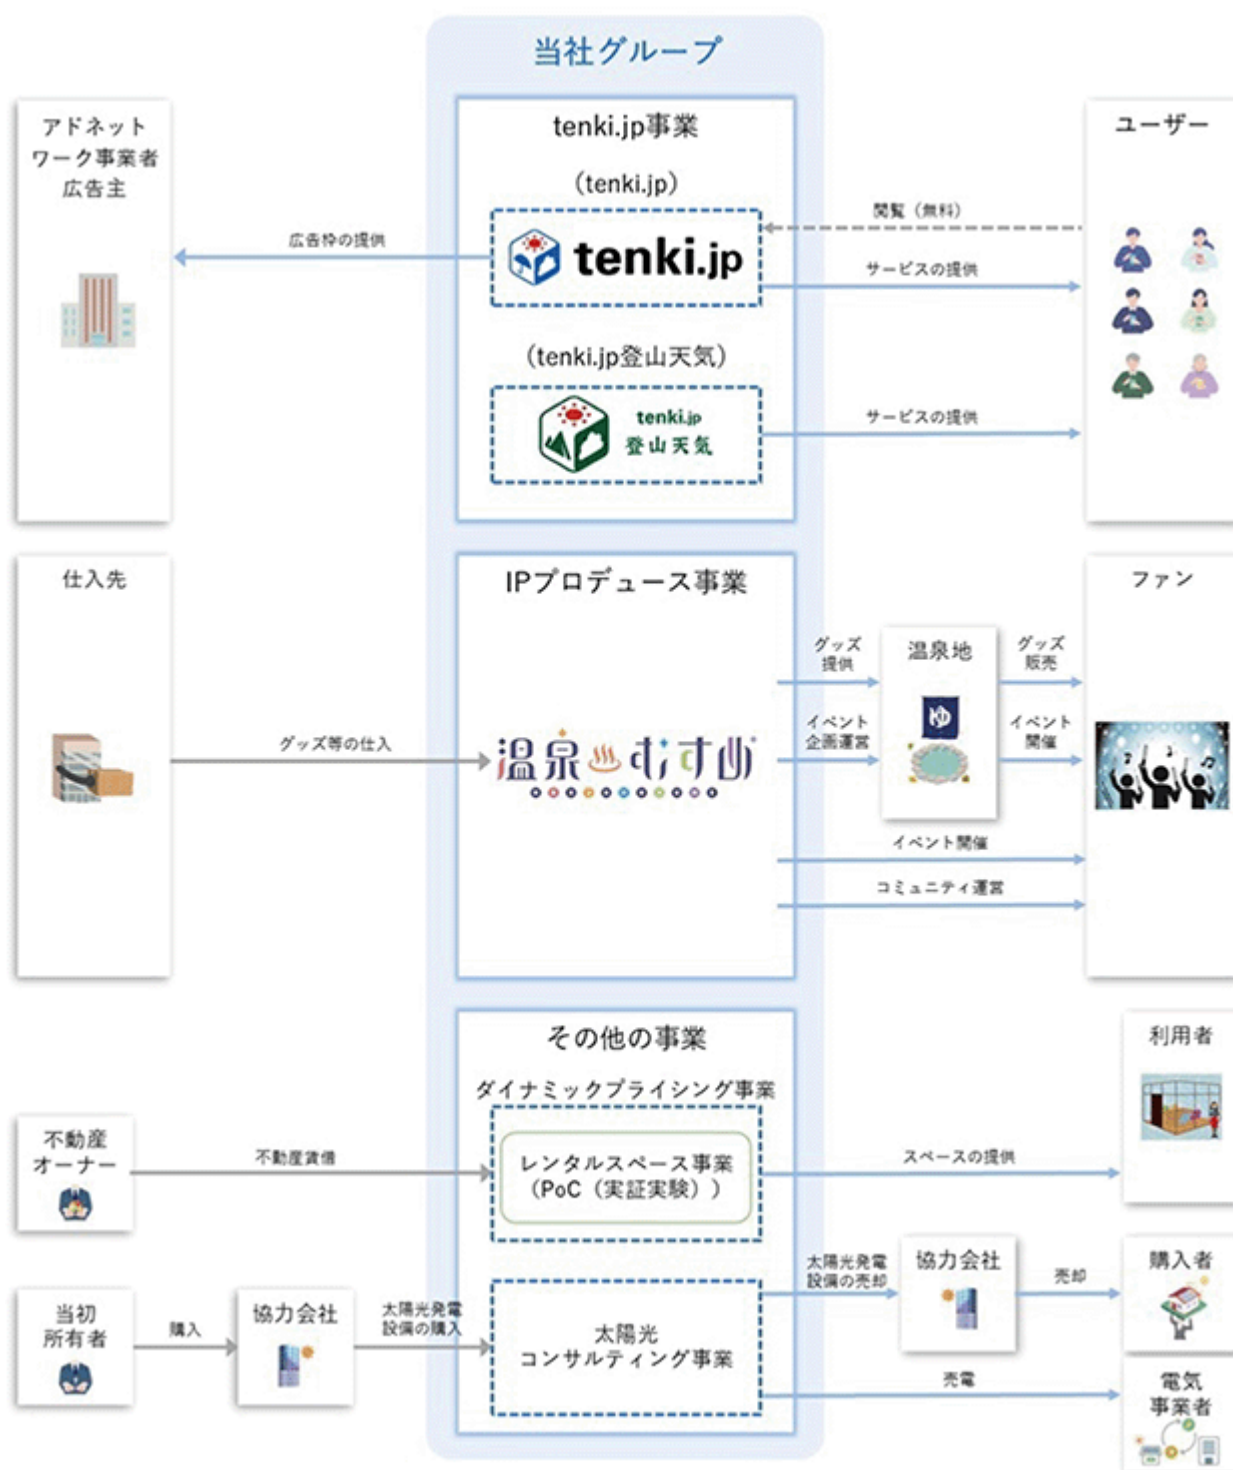 当社グループ
アドネット
ワーク事業者
広告主
広告枠の提供
tenki.jp事業
(tenki.jp)
tenki.jp
(tenki.jp登山天気)
tenki.jp
登山天気
閲覧（無料）
サービスの提供
サービスの提供
ユーザー
仕入先
グッズ等の仕入
IPプロデュース事業
温泉むすめ
グッズ
提供
イベント
企画運営
温泉地
ゆ
グッズ
販売
イベント
開催
イベント開催
コミュニティ運営
ファン
その他の事業
ダイナミックプライシング事業
不動産
オーナー
不動産賃借
レンタルスペース事業
（PoC（実証実験））
スペースの提供
利用者
当初
所有者
購入
協力会社
太陽光発電
設備の購入
太陽光
コンサルティング事業
太陽光発電
設備の売却
協力会社
売却
購入者
売電
電気
事業者